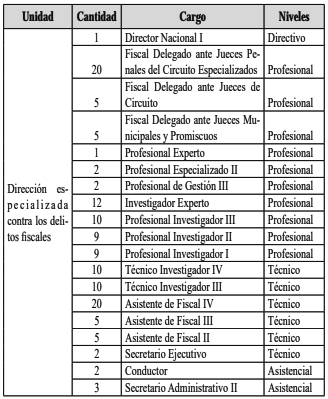 Unidad Cantidad Cargo Niveles
Dirección es-
pecializada
contra los deli-
tos fiscales
1 Director Nacional I Directivo
20 Fiscal Delegado ante Jueces Pe-
nales del Circuito Especializados Profesional
5 Fiscal Delegado ante Jueces de
Circuito Profesional
5 Fiscal Delegado ante Jueces Mu-
nicipales y Promiscuos Profesional
1 Profesional Experto Profesional
2 Profesional Especializado II Profesional
2 Profesional de Gestión III Profesional
12 Investigador Experto Profesional
10 Profesional Investigador III Profesional
9 Profesional Investigador II Profesional
9 Profesional Investigador I Profesional
10 Técnico Investigador IV Técnico
10 Técnico Investigador III Técnico
20 Asistente de Fiscal IV Técnico
5 Asistente de Fiscal III Técnico
5 Asistente de Fiscal II Técnico
2 Secretario Ejecutivo Técnico
2 Conductor Asistencial
3 Secretario Administrativo II Asistencial